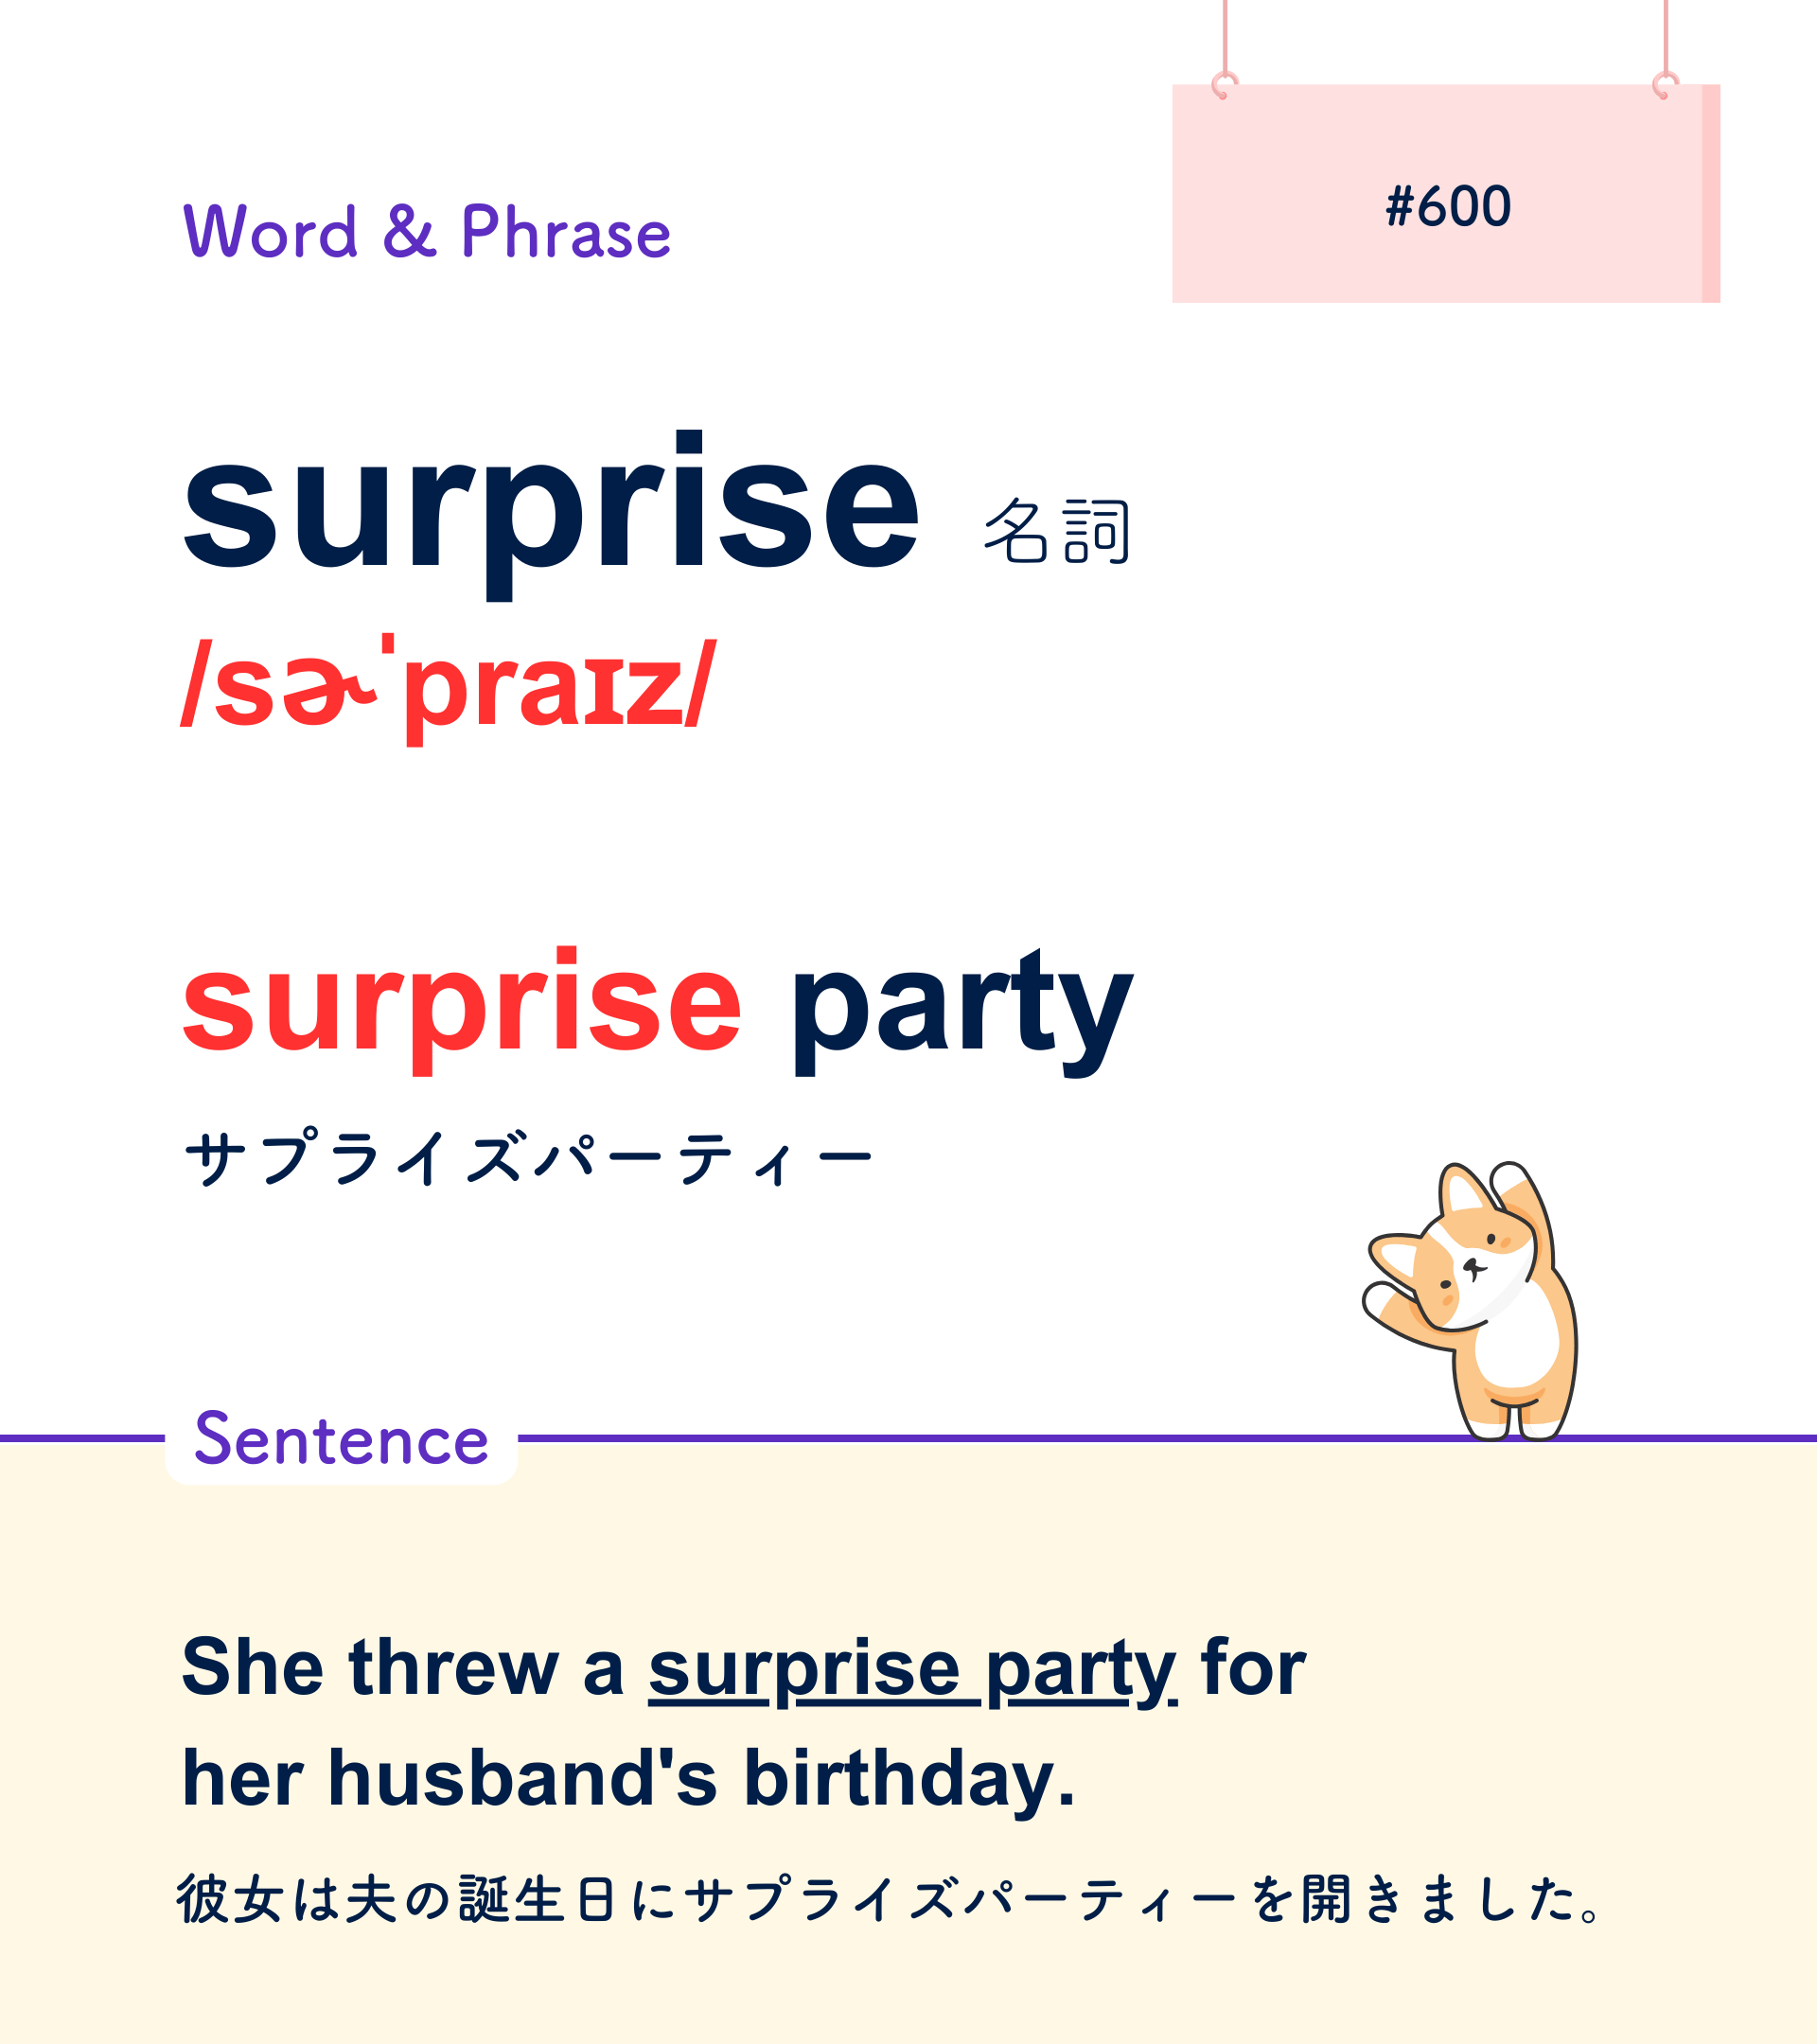 Word & Phrase
#600
surprise 名詞
/sɚˈpraɪz/
surprise party
サプライズパーティー
Sentence
She threw a surprise party for
her husband's birthday.
彼女は夫の誕生日にサプライズパーティーを開きました。